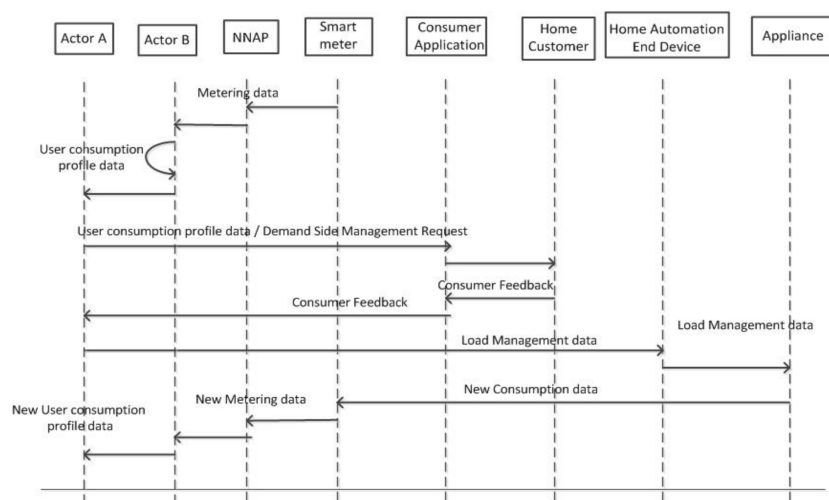 Actor A
Actor B
NNAP
Smart
meter
Consumer
Application
Home
Customer
Home Automation
End Device
Appliance
Metering data
User consumption
profile data
User consumption profile data / Demand Side Management Request
Consumer Feedback
Consumer Feedback
Load Management data
Load Management data
New Consumption data
New Metering data
New User consumption
profile data